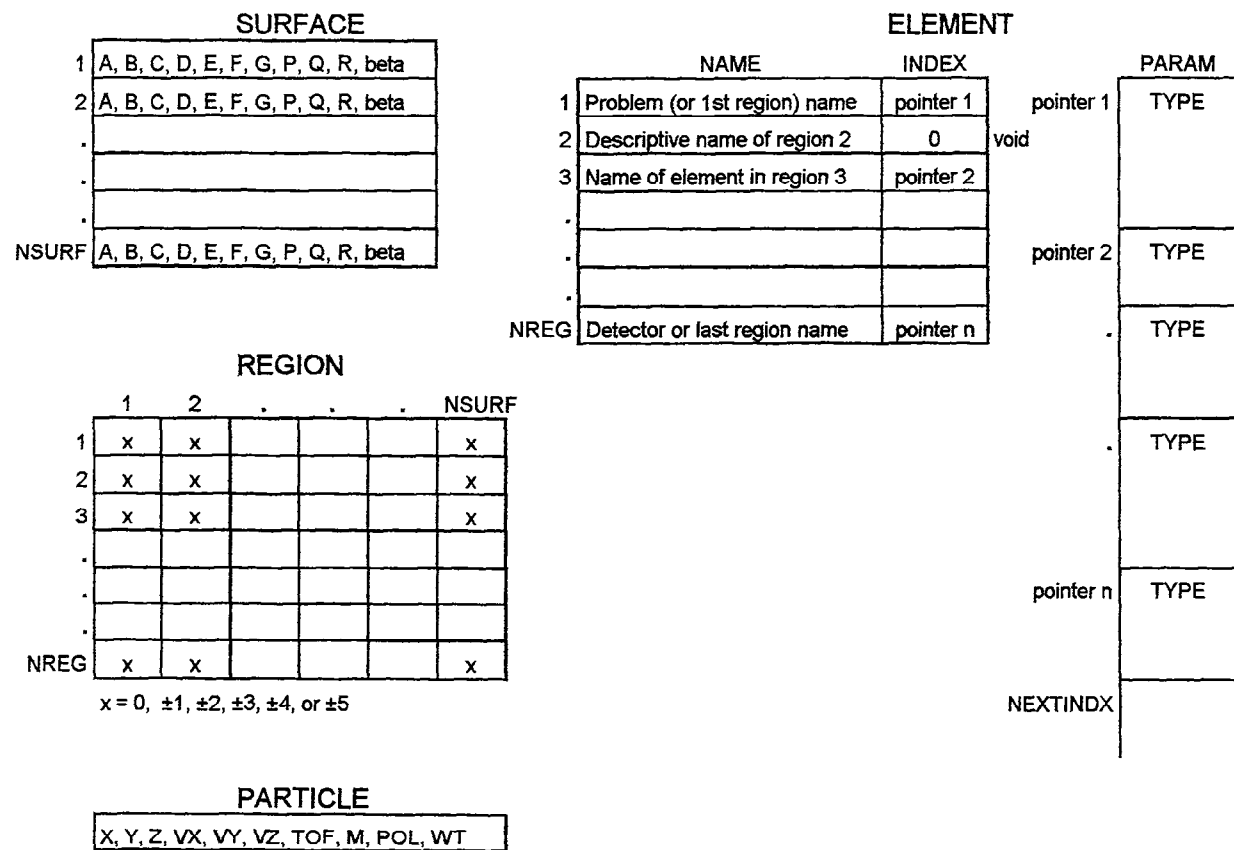 SURFACE
1 A, B, C, D, E, F, G, P, Q, R, beta
2 A, B, C, D, E, F, G, P, Q, R, beta
.
.
.
NSURF A, B, C, D, E, F, G, P, Q, R, beta
ELEMENT
NAME INDEX
1 Problem (or 1st region) name pointer 1
2 Descriptive name of region 2 0 void
3 Name of element in region 3 pointer 2
.
.
.
NREG Detector or last region name pointer n
PARAM
pointer 1 TYPE
pointer 2 TYPE
. TYPE
. TYPE
pointer n TYPE
NEXTINDX
REGION
1 2 . . . NSURF
1 x x x
2 x x x
3 x x x
.
.
.
NREG x x x
x = 0, ±1, ±2, ±3, ±4, or ±5
PARTICLE
X, Y, Z, VX, VY, VZ, TOF, M, POL, WT